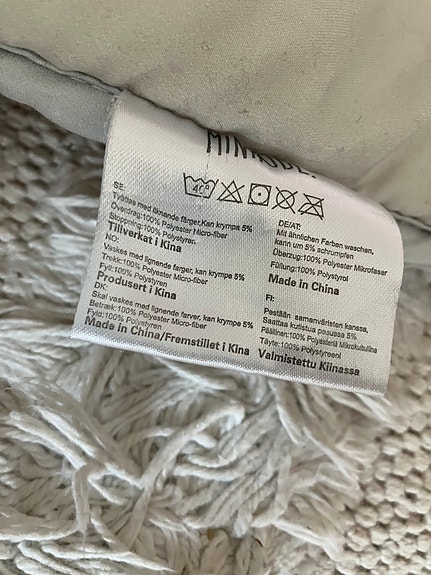 40°
SE:
Tvättas med liknande färger,Kan krympa 5%
Överdrag:100% Polyester Micro-fiber
Stoppning:100% Polystyrer.
Tillverkat i Kina
NO:
Vaskes med lignende farger, kan krympe 5%
Trekk:100% Polyester Micro-fiber
Fyll:100% Polystyren
Produsert i Kina
DK:
Skal vaskes med lignende farver, kan krympe 5%
Betræk:100% Polyester Micro-fiber
Fyld:100% Polystyren
Made in China/Fremstillet i Kina
DE/AT:
Mit ähnlichen Farben waschen,
kann um 5% schrumpfen
Überzug:100% Polyester Mikrofaser
Füllung:100% Polystyrol
Made in China
FI:
Pestään samanväristen kanssa,
Saattaa kutistua posussa 5%
Päällinen:100% Polyesteriä Mikrokuitulina
Täyte:100% Polystyreeni
Valmistettu Kiinassa